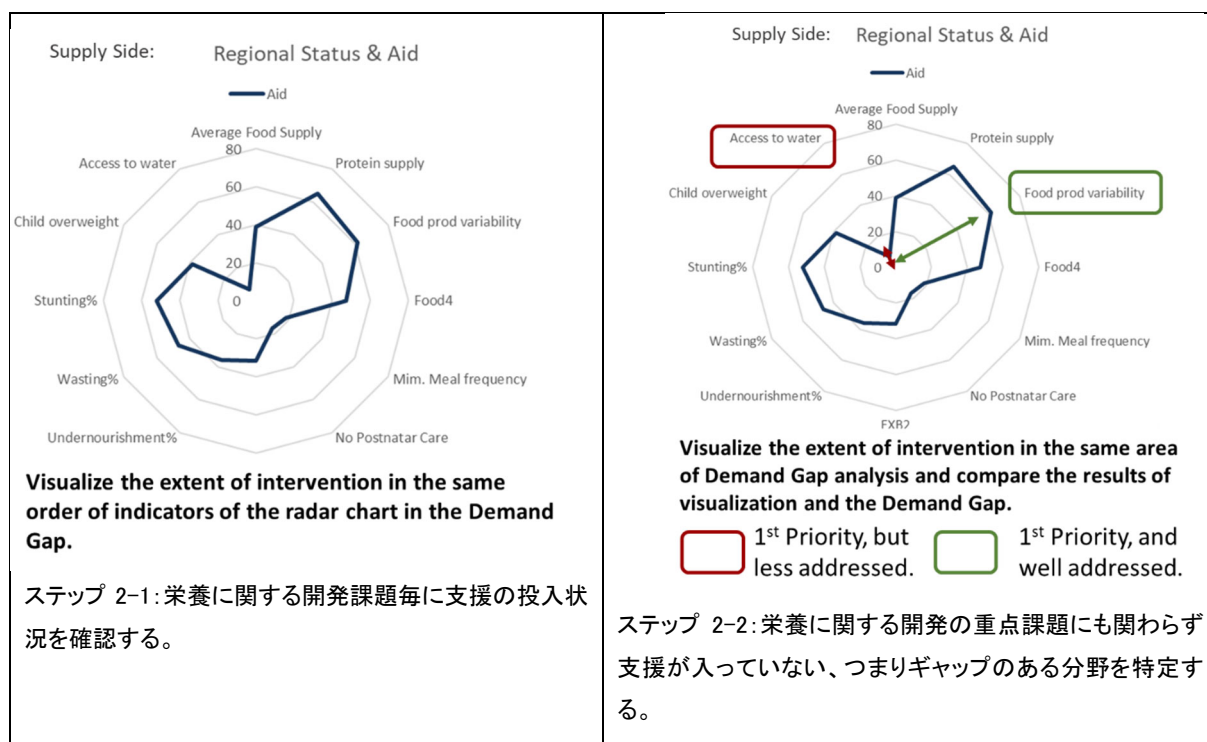 Supply Side: Regional Status & Aid
Aid
Average Food Supply
80
Access to water
Protein supply
60
Child overweight
40
Food prod variability
20
Stunting%
0
Food4
Wasting%
Mim. Meal frequency
Undernourishment%
No Postnatar Care
Visualize the extent of intervention in the same
order of indicators of the radar chart in the Demand
Gap.
ステップ 2-1：栄養に関する開発課題毎に支援の投入状
況を確認する。
Supply Side: Regional Status & Aid
Aid
Average Food Supply
80
Access to water
Protein supply
60
Child overweight
40
Food prod variability
20
Stunting%
0
Food4
Wasting%
Mim. Meal frequency
Undernourishment%
No Postnatar Care
Visualize the extent of intervention in the same area
of Demand Gap analysis and compare the results of
visualization and the Demand Gap.
1st Priority, but
less addressed.
1st Priority, and
well addressed.
ステップ 2-2：栄養に関する開発の重点課題にも関わらず
支援が入っていない、つまりギャップのある分野を特定す
る。